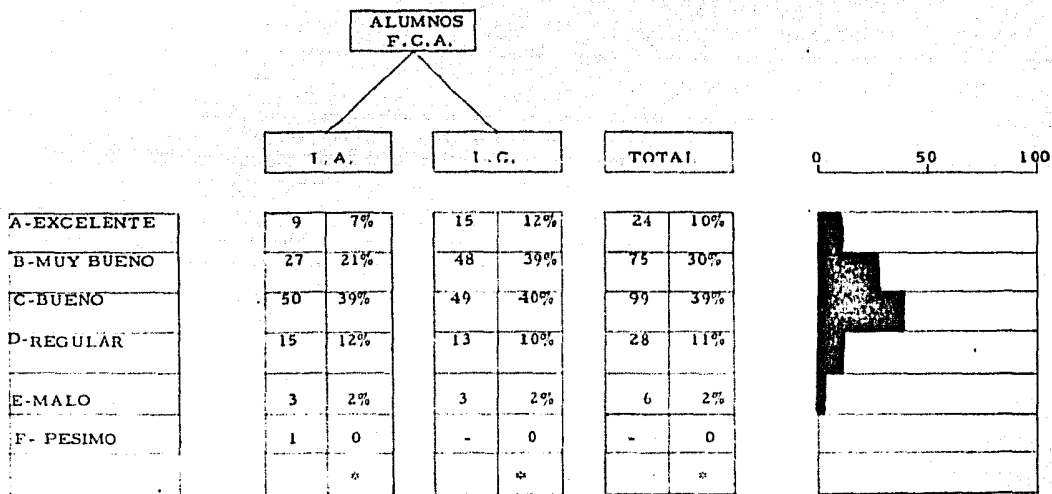 ALUMNOS
F.C.A.
L.A. L.C. TOTAL 0 50 100
A-EXCELENTE 9 7% 15 12% 24 10%
B-MUY BUENO 27 21% 48 39% 75 30%
C-BUENO 50 39% 49 40% 99 39%
D-REGULAR 15 12% 13 10% 28 11%
E-MALO 3 2% 3 2% 6 2%
F- PESIMO 1 0 - 0 - 0
* * *